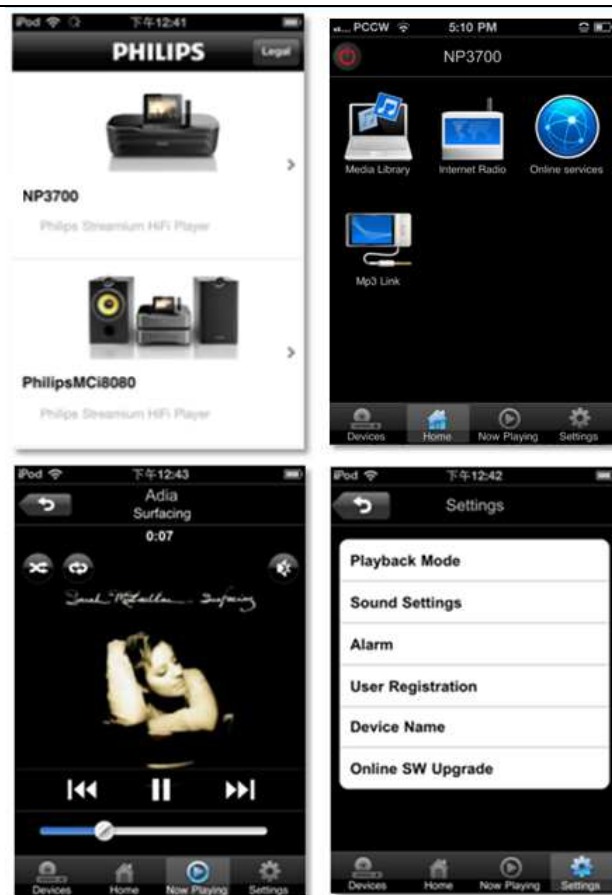 iPod 下午12:41
PHILIPS Legal
NP3700
Philips Streamium HiFi Player
PhilipsMCi8080
Philips Streamium HiFi Player
PCCW 5:10 PM
NP3700
Media Library Internet Radio Online services
Mp3 Link
Devices Home Now Playing Settings
iPod 下午12:43
Adia
Surfacing
0:07
Sarah McLachlan Surfacing
Devices Home Now Playing Settings
iPod 下午12:42
Settings
Playback Mode
Sound Settings
Alarm
User Registration
Device Name
Online SW Upgrade
Devices Home Now Playing Settings